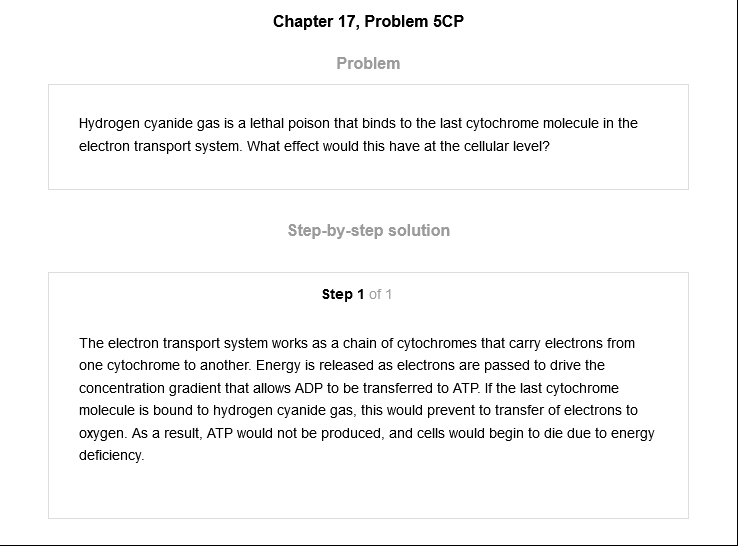 Chapter 17, Problem 5CP
Problem
Hydrogen cyanide gas is a lethal poison that binds to the last cytochrome molecule in the
electron transport system. What effect would this have at the cellular level?
Step-by-step solution
Step 1 of 1
The electron transport system works as a chain of cytochromes that carry electrons from
one cytochrome to another. Energy is released as electrons are passed to drive the
concentration gradient that allows ADP to be transferred to ATP. If the last cytochrome
molecule is bound to hydrogen cyanide gas, this would prevent to transfer of electrons to
oxygen. As a result, ATP would not be produced, and cells would begin to die due to energy
deficiency.